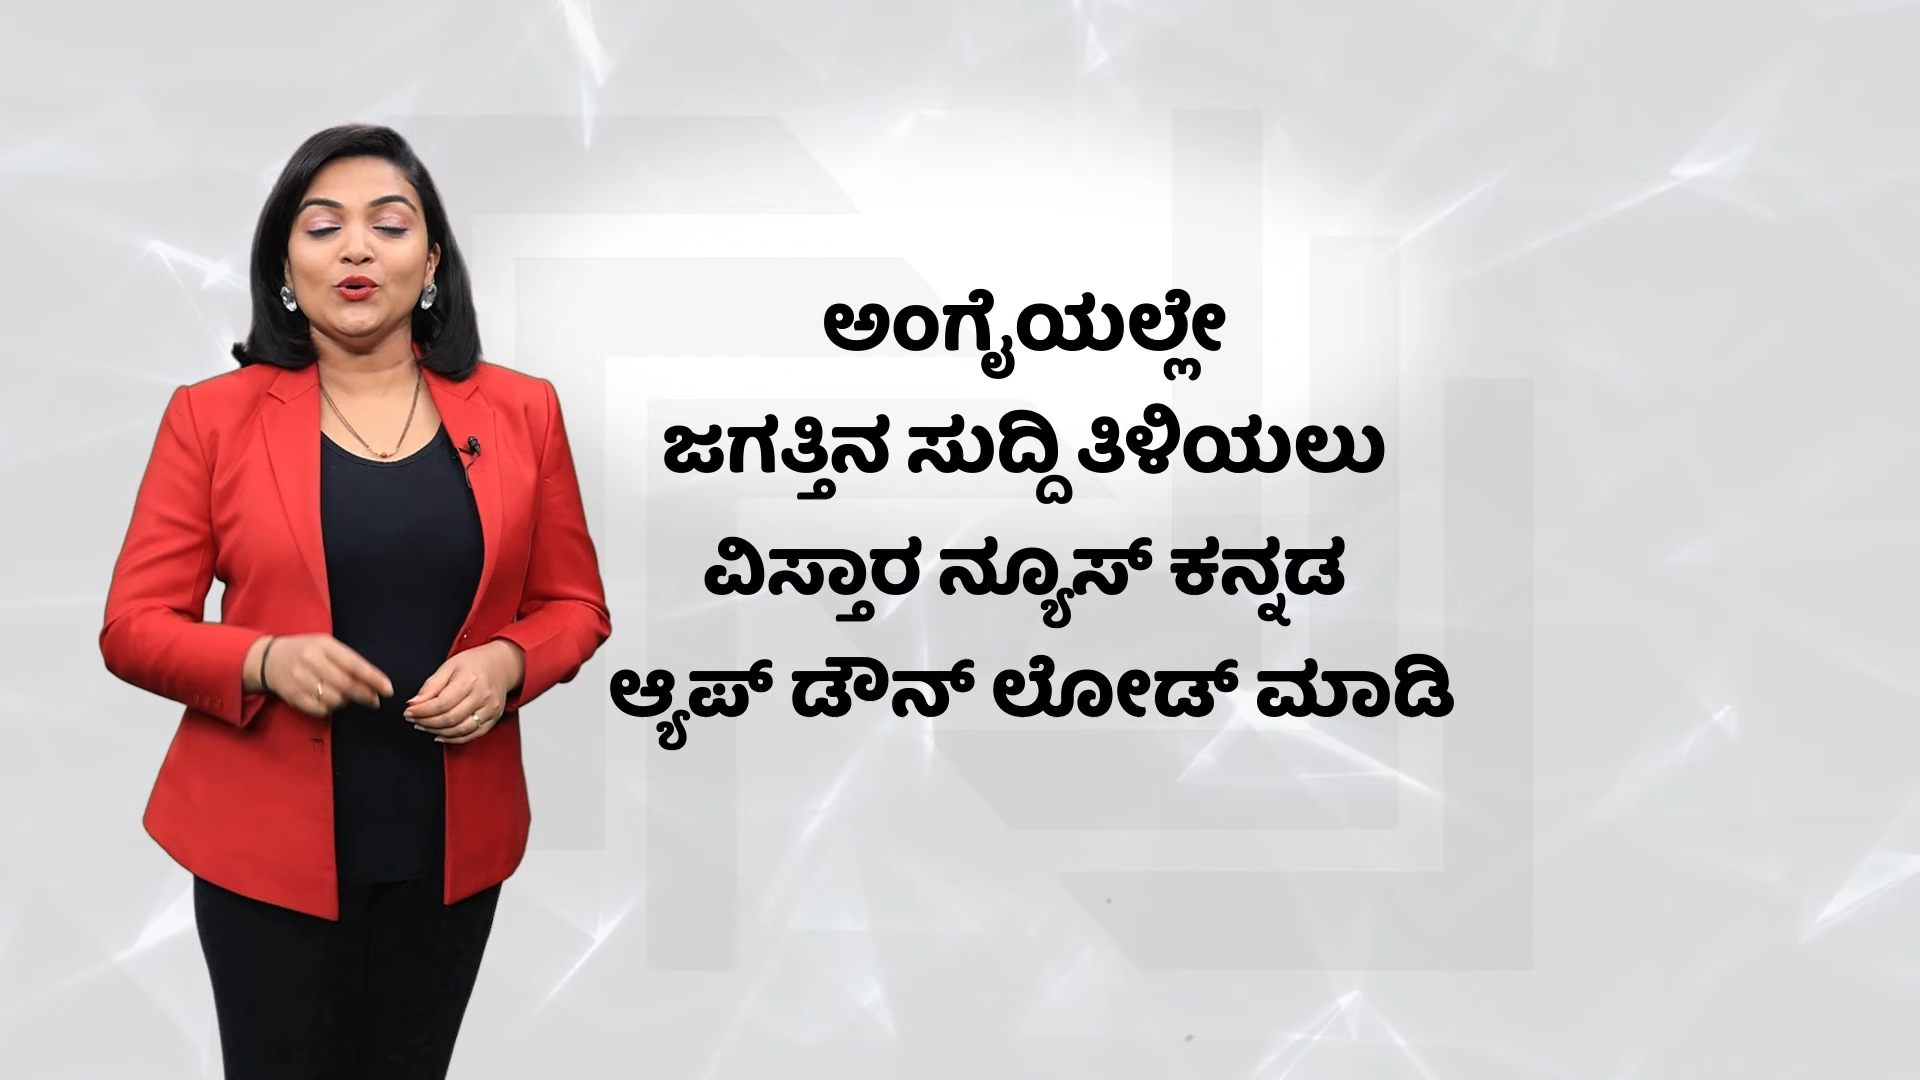 ಅಂಗೈಯಲ್ಲೇ
ಜಗತ್ತಿನ ಸುದ್ದಿ ತಿಳಿಯಲು
ವಿಸ್ತಾರ ನ್ಯೂಸ್ ಕನ್ನಡ
ಆ್ಯಪ್ ಡೌನ್ ಲೋಡ್ ಮಾಡಿ